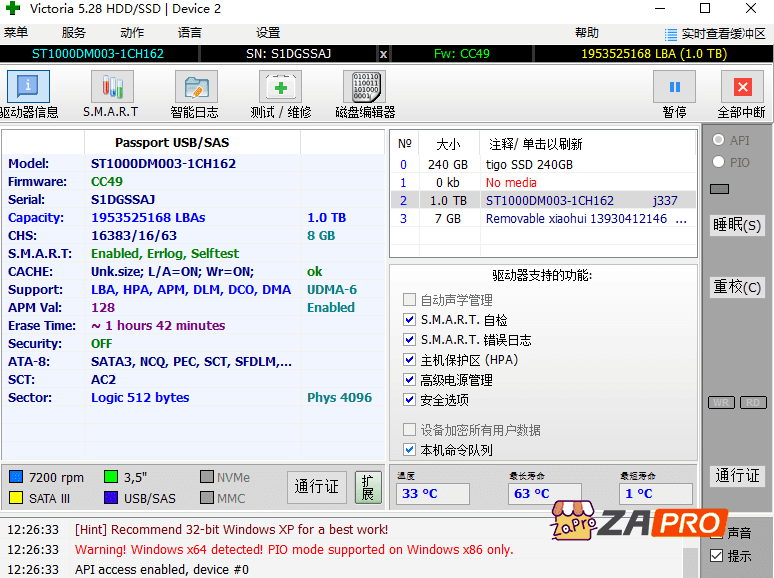 Victoria 5.28 HDD/SSD | Device 2
菜单 服务 动作 语言 设置 帮助 实时查看缓冲区
ST1000DM003-1CH162 SN: S1DGSSAJ x Fw: CC49 1953525168 LBA (1.0 TB)
驱动器信息 S.M.A.R.T 智能日志 测试 / 维修 磁盘编辑器 暂停 全部中断
Passport USB/SAS
Model: ST1000DM003-1CH162
Firmware: CC49
Serial: S1DGSSAJ
Capacity: 1953525168 LBAs 1.0 TB
CHS: 16383/16/63 8 GB
S.M.A.R.T: Enabled, Errlog, Selftest
CACHE: Unk.size; L/A=ON; Wr=ON; ok
Support: LBA, HPA, APM, DLM, DCO, DMA UDMA-6
APM Val: 128 Enabled
Erase Time: ~ 1 hours 42 minutes
Security: OFF
ATA-8: SATA3, NCQ, PEC, SCT, SFDLM,...
SCT: AC2
Sector: Logic 512 bytes Phys 4096
7200 rpm 3,5" NVMe
SATA III USB/SAS MMC
通行证
扩展
№ 大小 注释/ 单击以刷新
0 240 GB tigo SSD 240GB
1 0 kb No media
2 1.0 TB ST1000DM003-1CH162 j337
3 7 GB Removable xiaohui 13930412146 ...
驱动器支持的功能:
自动声学管理
S.M.A.R.T. 自检
S.M.A.R.T. 错误日志
主机保护区 (HPA)
高级电源管理
安全选项
设备加密所有用户数据
本机命令队列
温度 最长寿命 最短寿命
33 °C 63 °C 1 °C
API
PIO
睡眠(S)
重校(C)
WR RD
通行证
声音
提示
12:26:33 [Hint] Recommend 32-bit Windows XP for a best work!
12:26:33 Warning! Windows x64 detected! PIO mode supported on Windows x86 only.
12:26:33 API access enabled, device #0
ZaPro
ZAPRO